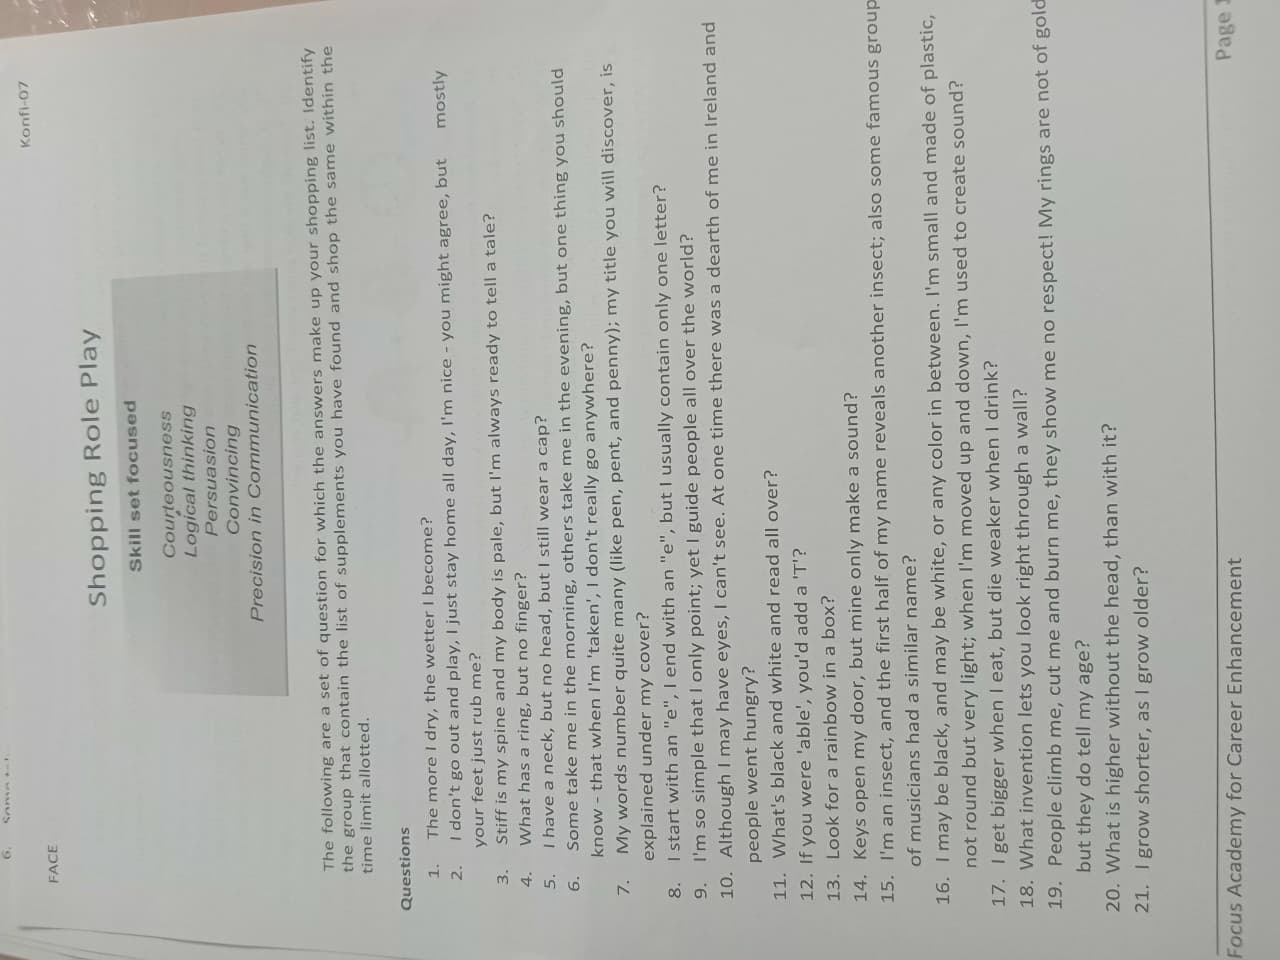 FACE
Konfi-07
Shopping Role Play
Skill set focused
Courteousness
Logical thinking
Persuasion
Convincing
Precision in Communication
The following are a set of question for which the answers make up your shopping list. Identify
the group that contain the list of supplements you have found and shop the same within the
time limit allotted.
Questions
1. The more I dry, the wetter I become?
2. I don't go out and play, I just stay home all day, I'm nice - you might agree, but mostly
your feet just rub me?
3. Stiff is my spine and my body is pale, but I'm always ready to tell a tale?
4. What has a ring, but no finger?
5. I have a neck, but no head, but I still wear a cap?
6. Some take me in the morning, others take me in the evening, but one thing you should
know - that when I'm 'taken', I don't really go anywhere?
7. My words number quite many (like pen, pent, and penny); my title you will discover, is
explained under my cover?
8. I start with an "e", I end with an "e", but I usually contain only one letter?
9. I'm so simple that I only point; yet I guide people all over the world?
10. Although I may have eyes, I can't see. At one time there was a dearth of me in Ireland and
people went hungry?
11. What's black and white and read all over?
12. If you were 'able', you'd add a 'T'?
13. Look for a rainbow in a box?
14. Keys open my door, but mine only make a sound?
15. I'm an insect, and the first half of my name reveals another insect; also some famous group
of musicians had a similar name?
16. I may be black, and may be white, or any color in between. I'm small and made of plastic,
not round but very light; when I'm moved up and down, I'm used to create sound?
17. I get bigger when I eat, but die weaker when I drink?
18. What invention lets you look right through a wall?
19. People climb me, cut me and burn me, they show me no respect! My rings are not of gold
but they do tell my age?
20. What is higher without the head, than with it?
21. I grow shorter, as I grow older?
Focus Academy for Career Enhancement
Page